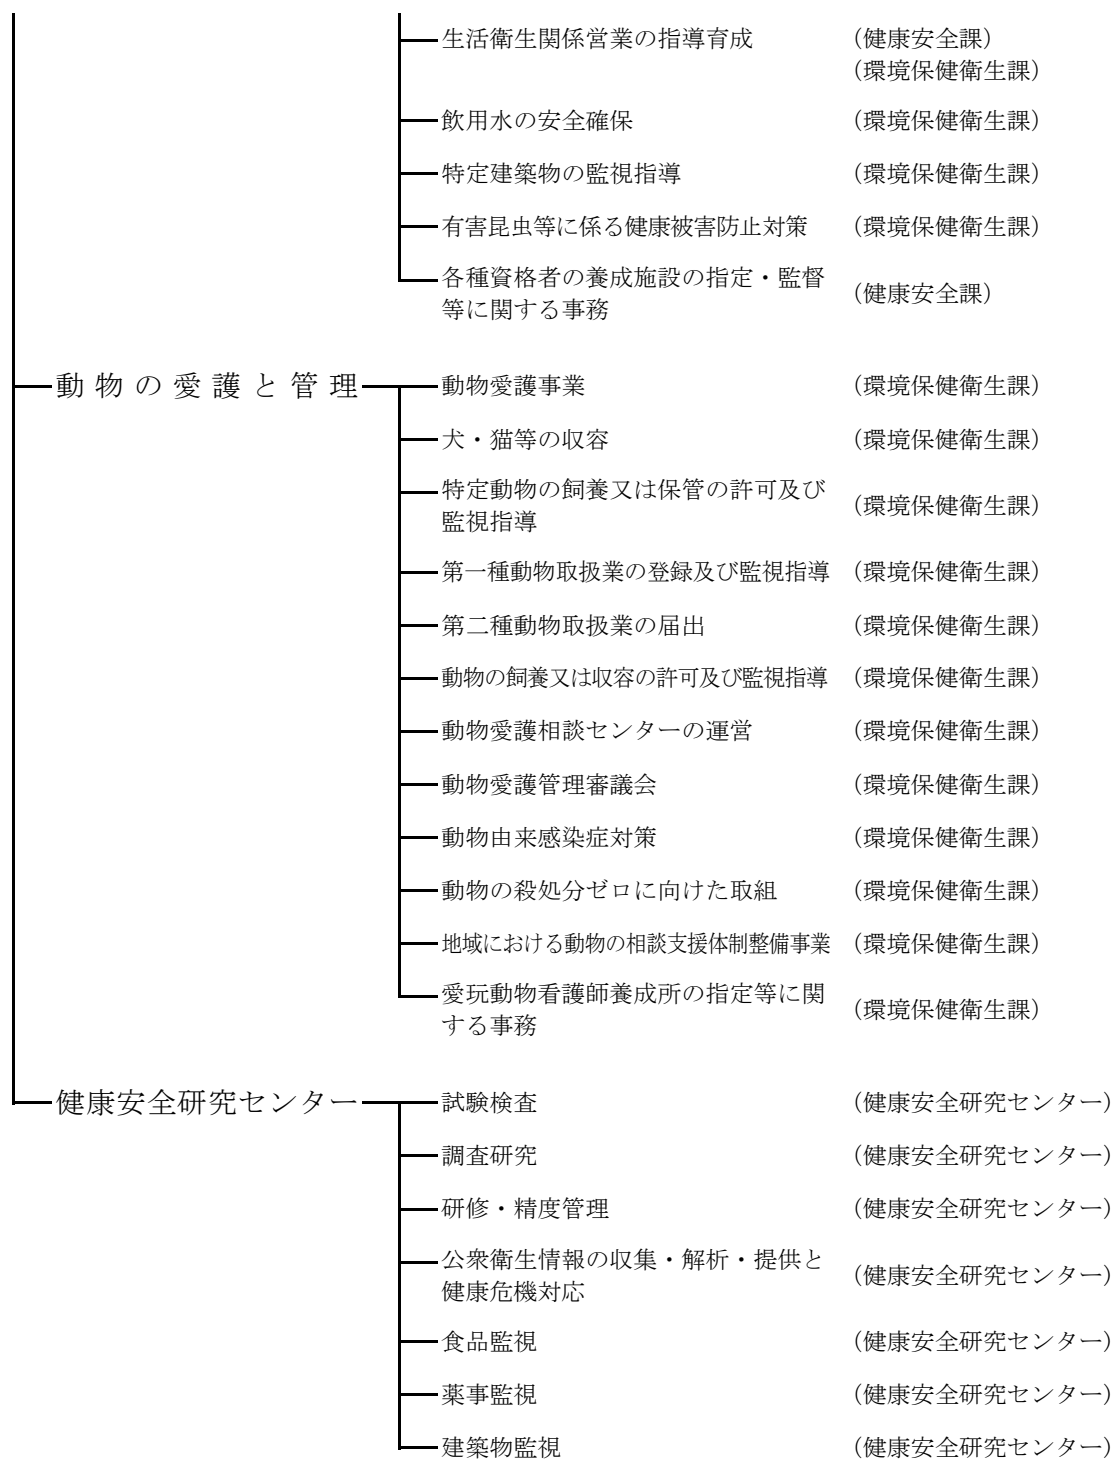 生活衛生関係営業の指導育成 （健康安全課）
（環境保健衛生課）
飲用水の安全確保 （環境保健衛生課）
特定建築物の監視指導 （環境保健衛生課）
有害昆虫等に係る健康被害防止対策 （環境保健衛生課）
各種資格者の養成施設の指定・監督
等に関する事務 （健康安全課）
動物の愛護と管理 動物愛護事業 （環境保健衛生課）
犬・猫等の収容 （環境保健衛生課）
特定動物の飼養又は保管の許可及び
監視指導 （環境保健衛生課）
第一種動物取扱業の登録及び監視指導 （環境保健衛生課）
第二種動物取扱業の届出 （環境保健衛生課）
動物の飼養又は収容の許可及び監視指導 （環境保健衛生課）
動物愛護相談センターの運営 （環境保健衛生課）
動物愛護管理審議会 （環境保健衛生課）
動物由来感染症対策 （環境保健衛生課）
動物の殺処分ゼロに向けた取組 （環境保健衛生課）
地域における動物の相談支援体制整備事業 （環境保健衛生課）
愛玩動物看護師養成所の指定等に関
する事務 （環境保健衛生課）
健康安全研究センター 試験検査 （健康安全研究センター）
調査研究 （健康安全研究センター）
研修・精度管理 （健康安全研究センター）
公衆衛生情報の収集・解析・提供と
健康危機対応 （健康安全研究センター）
食品監視 （健康安全研究センター）
薬事監視 （健康安全研究センター）
建築物監視 （健康安全研究センター）